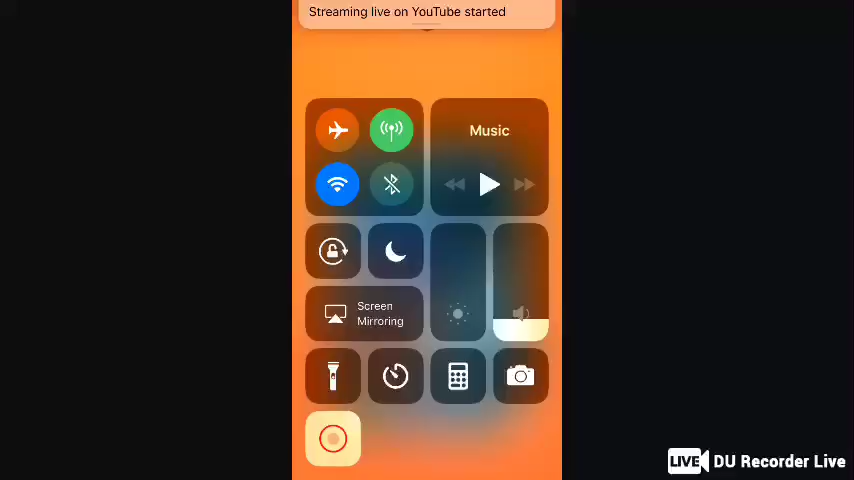 Streaming live on YouTube started
Music
Screen
Mirroring
LIVE DU Recorder Live